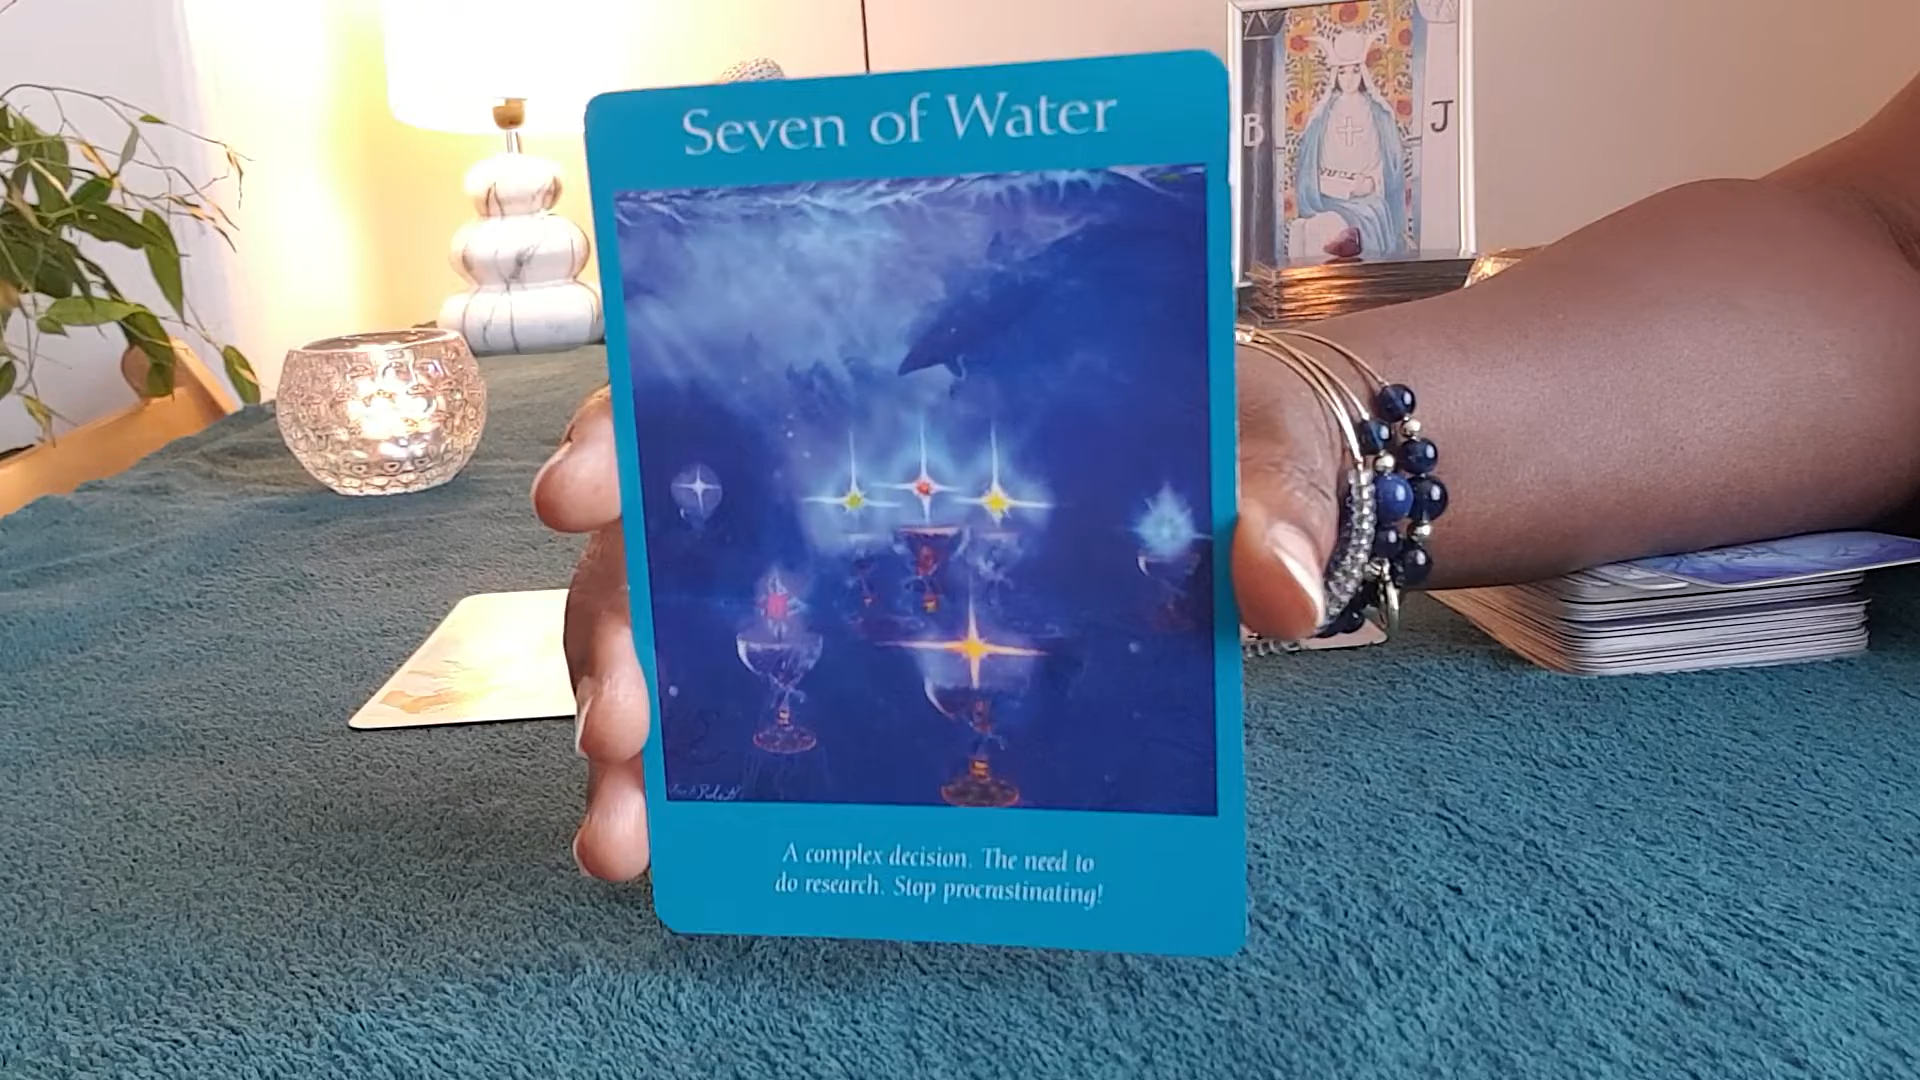 Seven of Water
B
J
A complex decision. The need to
do research. Stop procrastinating!